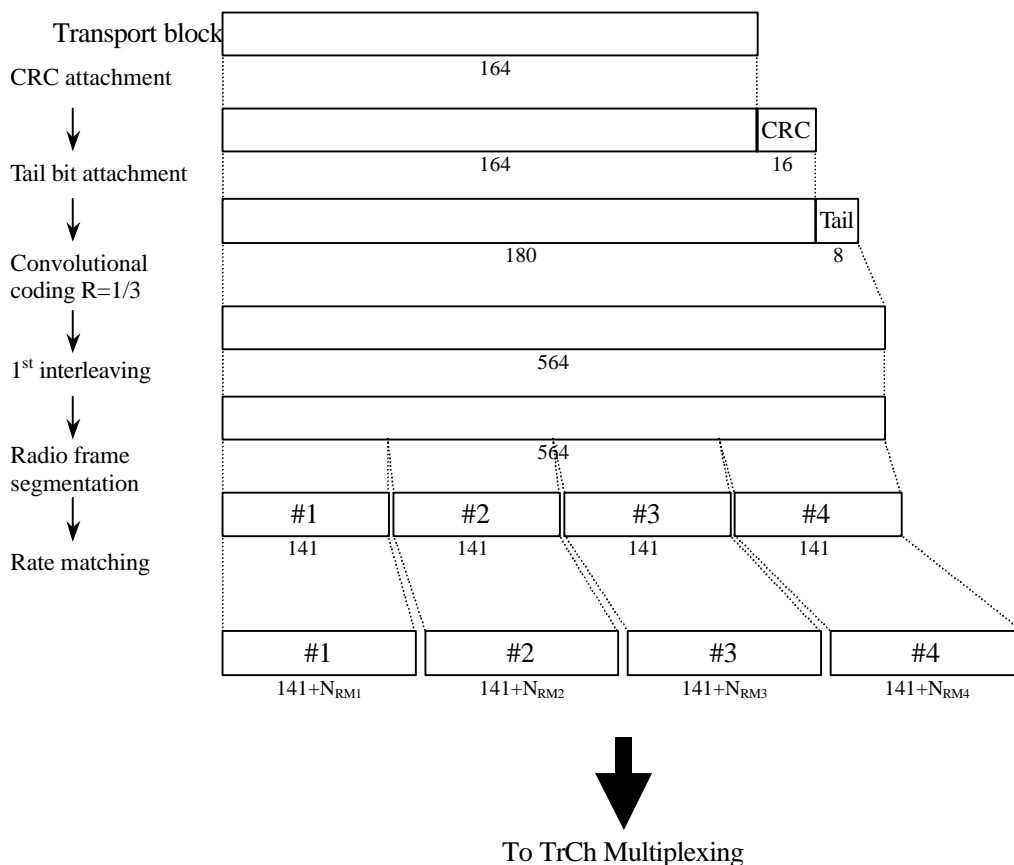 Transport block
164
CRC attachment
CRC
164
16
Tail bit attachment
Tail
180
8
Convolutional
coding R=1/3
564
1st interleaving
564
Radio frame
segmentation
#1 #2 #3 #4
141 141 141 141
Rate matching
#1 #2 #3 #4
141+NRM1 141+NRM2 141+NRM3 141+NRM4
To TrCh Multiplexing